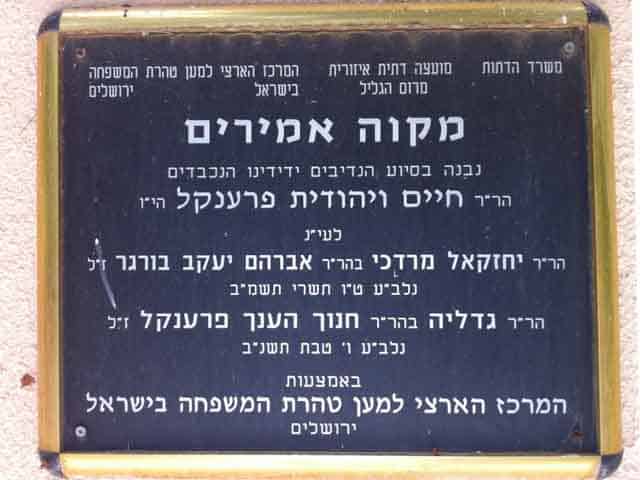 משרד הדתות מועצה דתית איזורית המרכז הארצי למען טהרת המשפחה
מרום הגליל בישראל ירושלים
מקוה אמירים
נבנה בסיוע הנדיבים ידידינו הנכבדים
הר"ר חיים ויהודית פרענקל הי"ו
לעי"נ
הר"ר יחזקאל מרדכי בהר"ר אברהם יעקב בורגר ז"ל
נלב"ע ט"ו תשרי תשמ"ב
הר"ר גדליה בהר"ר חנוך הענך פרענקל ז"ל
נלב"ע ו' טבת תשנ"ב
באמצעות
המרכז הארצי למען טהרת המשפחה בישראל
ירושלים